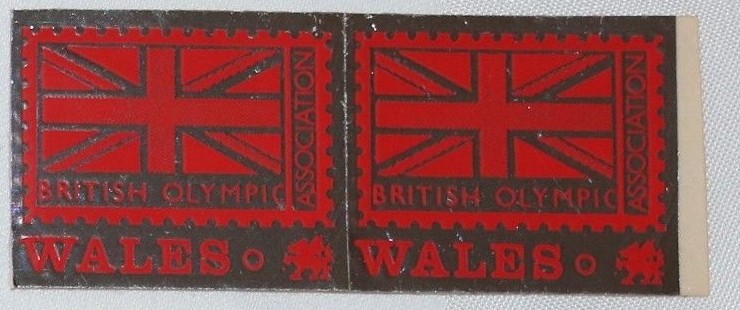 BRITISH OLYMPIC
ASSOCIATION
WALES
BRITISH OLYMPIC
ASSOCIATION
WALES